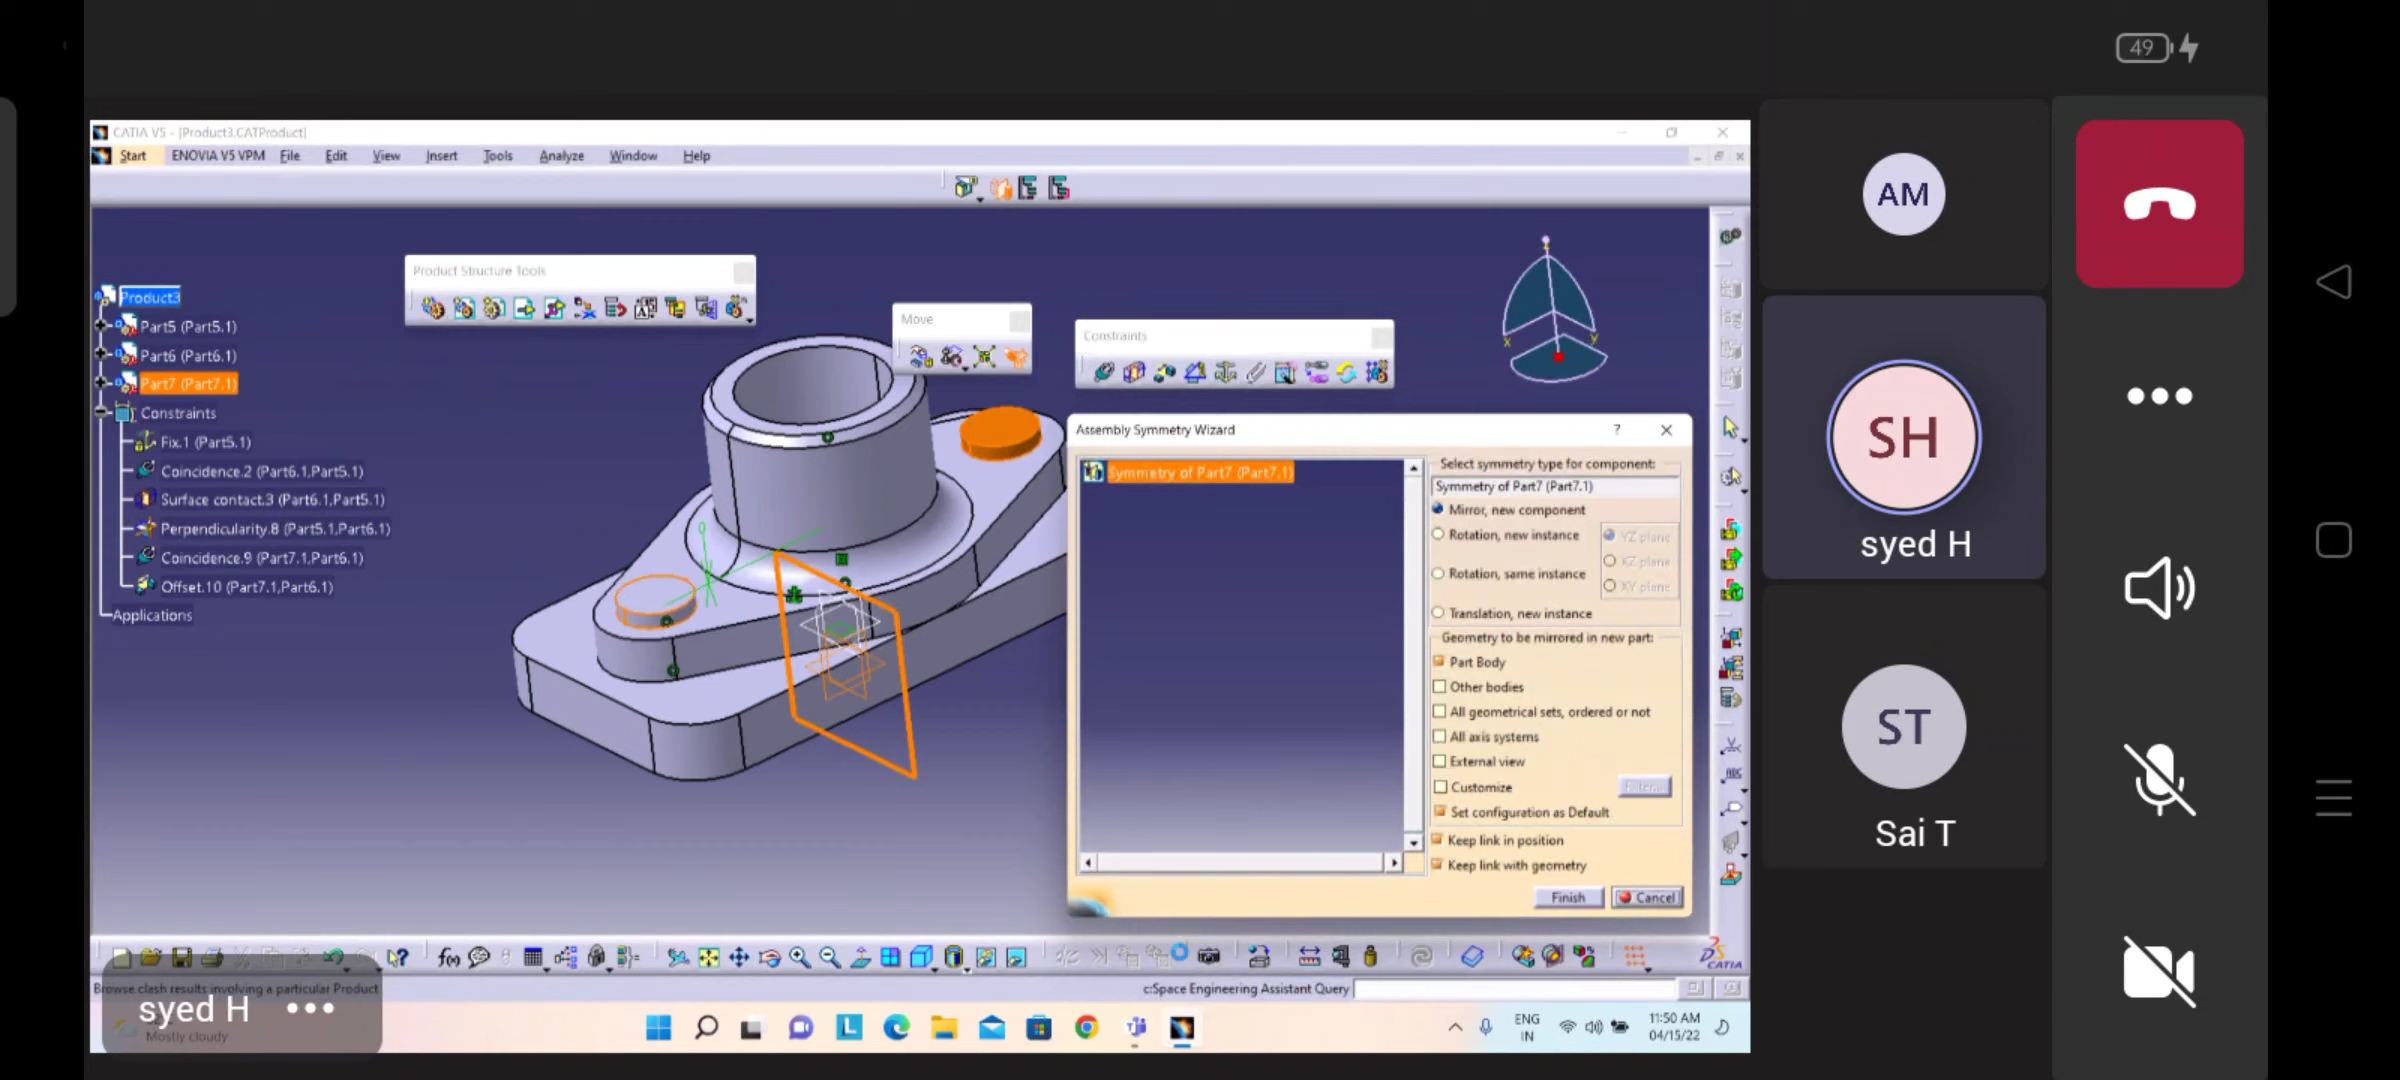 49
CATIA V5 - [Product3.CATProduct]
Start ENOVIA V5 VPM File Edit View Insert Tools Analyze Window Help
Product Structure Tools
Move
Constraints
Product3
Part5 (Part5.1)
Part6 (Part6.1)
Part7 (Part7.1)
Constraints
Fix.1 (Part5.1)
Coincidence.2 (Part6.1,Part5.1)
Surface contact.3 (Part6.1,Part5.1)
Perpendicularity.8 (Part5.1,Part6.1)
Coincidence.9 (Part7.1,Part6.1)
Offset.10 (Part7.1,Part6.1)
Applications
x
y
Assembly Symmetry Wizard
?
Symmetry of Part7 (Part7.1)
Select symmetry type for component:
Symmetry of Part7 (Part7.1)
Mirror, new component
Rotation, new instance
YZ plane
XZ plane
Rotation, same instance
XY plane
Translation, new instance
Geometry to be mirrored in new part:
Part Body
Other bodies
All geometrical sets, ordered or not
All axis systems
External view
Customize
Set configuration as Default
Keep link in position
Keep link with geometry
Finish Cancel
CATIA
Browse clash results involving a particular Product
c:Space Engineering Assistant Query
syed H
Mostly cloudy
ENG
IN
11:50 AM
04/15/22
AM
SH
syed H
ST
Sai T